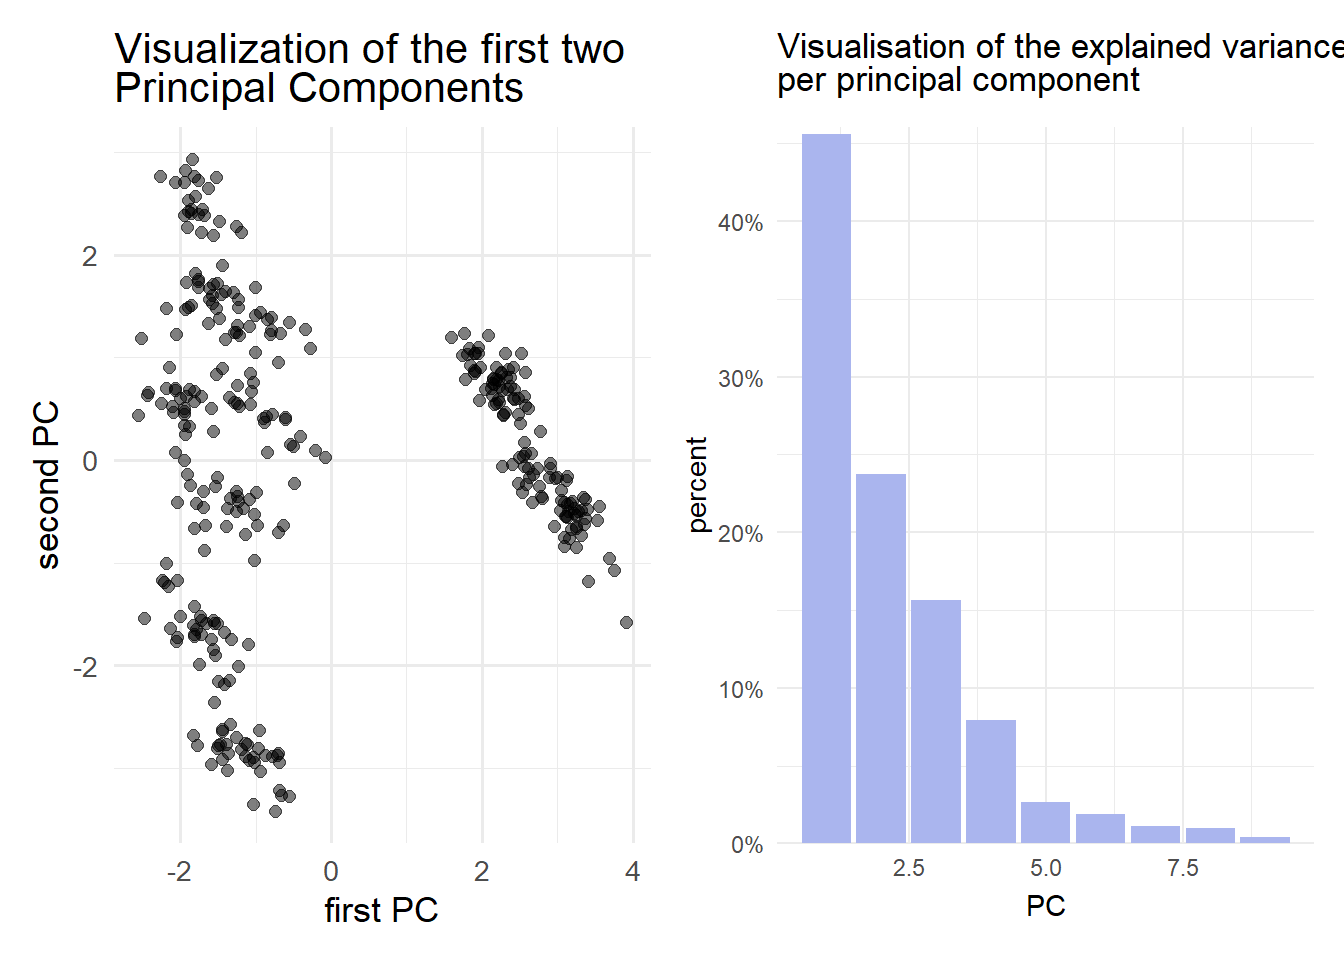 Visualization of the first two
Principal Components
2
0
-2
second PC
-2
0
2
4
first PC
Visualisation of the explained variance
per principal component
40%
30%
20%
10%
0%
percent
2.5
5.0
7.5
PC